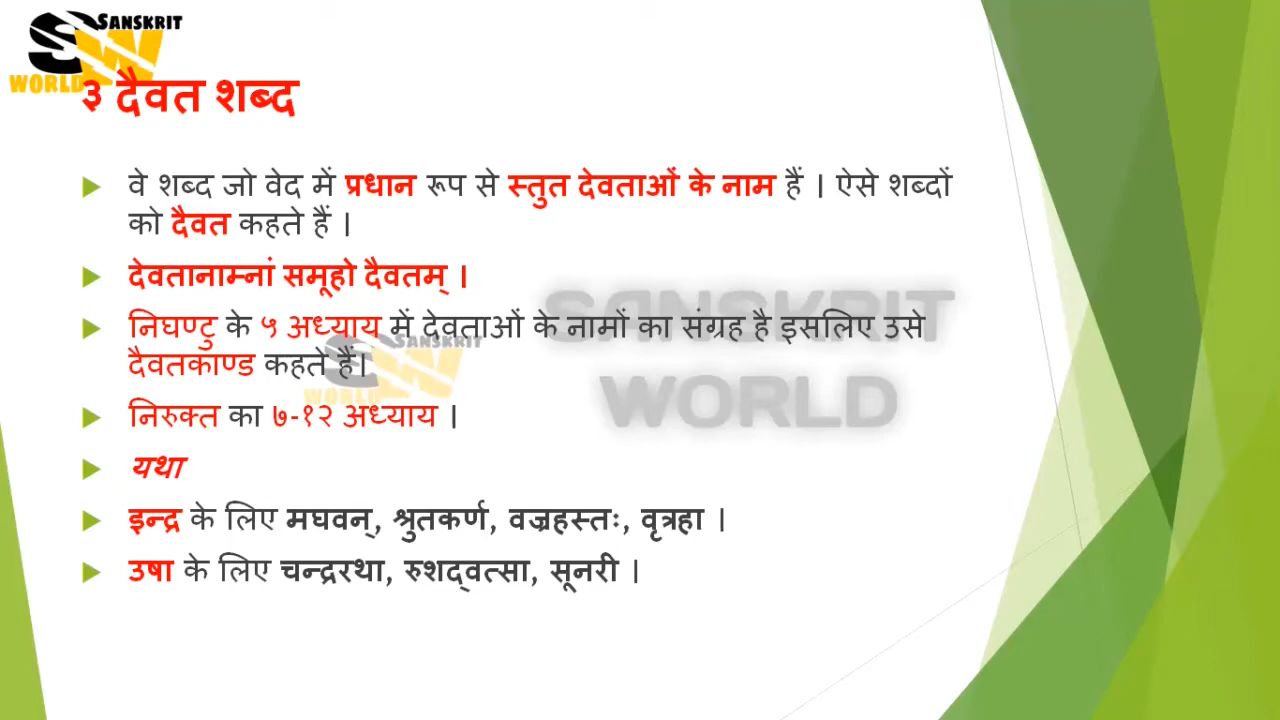 SANSKRIT
WORLD
३ दैवत शब्द
वे शब्द जो वेद में प्रधान रूप से स्तुत देवताओं के नाम हैं । ऐसे शब्दों
को दैवत कहते हैं ।
देवतानाम्नां समूहो दैवतम् ।
निघण्टु के ५ अध्याय में देवताओं के नामों का संग्रह है इसलिए उसे
दैवतकाण्ड कहते हैं।
निरुक्त का ७-१२ अध्याय ।
यथा
इन्द्र के लिए मघवन्, श्रुतकर्ण, वज्रहस्तः, वृत्रहा ।
उषा के लिए चन्द्ररथा, रुशद्वत्सा, सूनरी ।
SANSKRIT
WORLD
SANSKRIT
WORLD